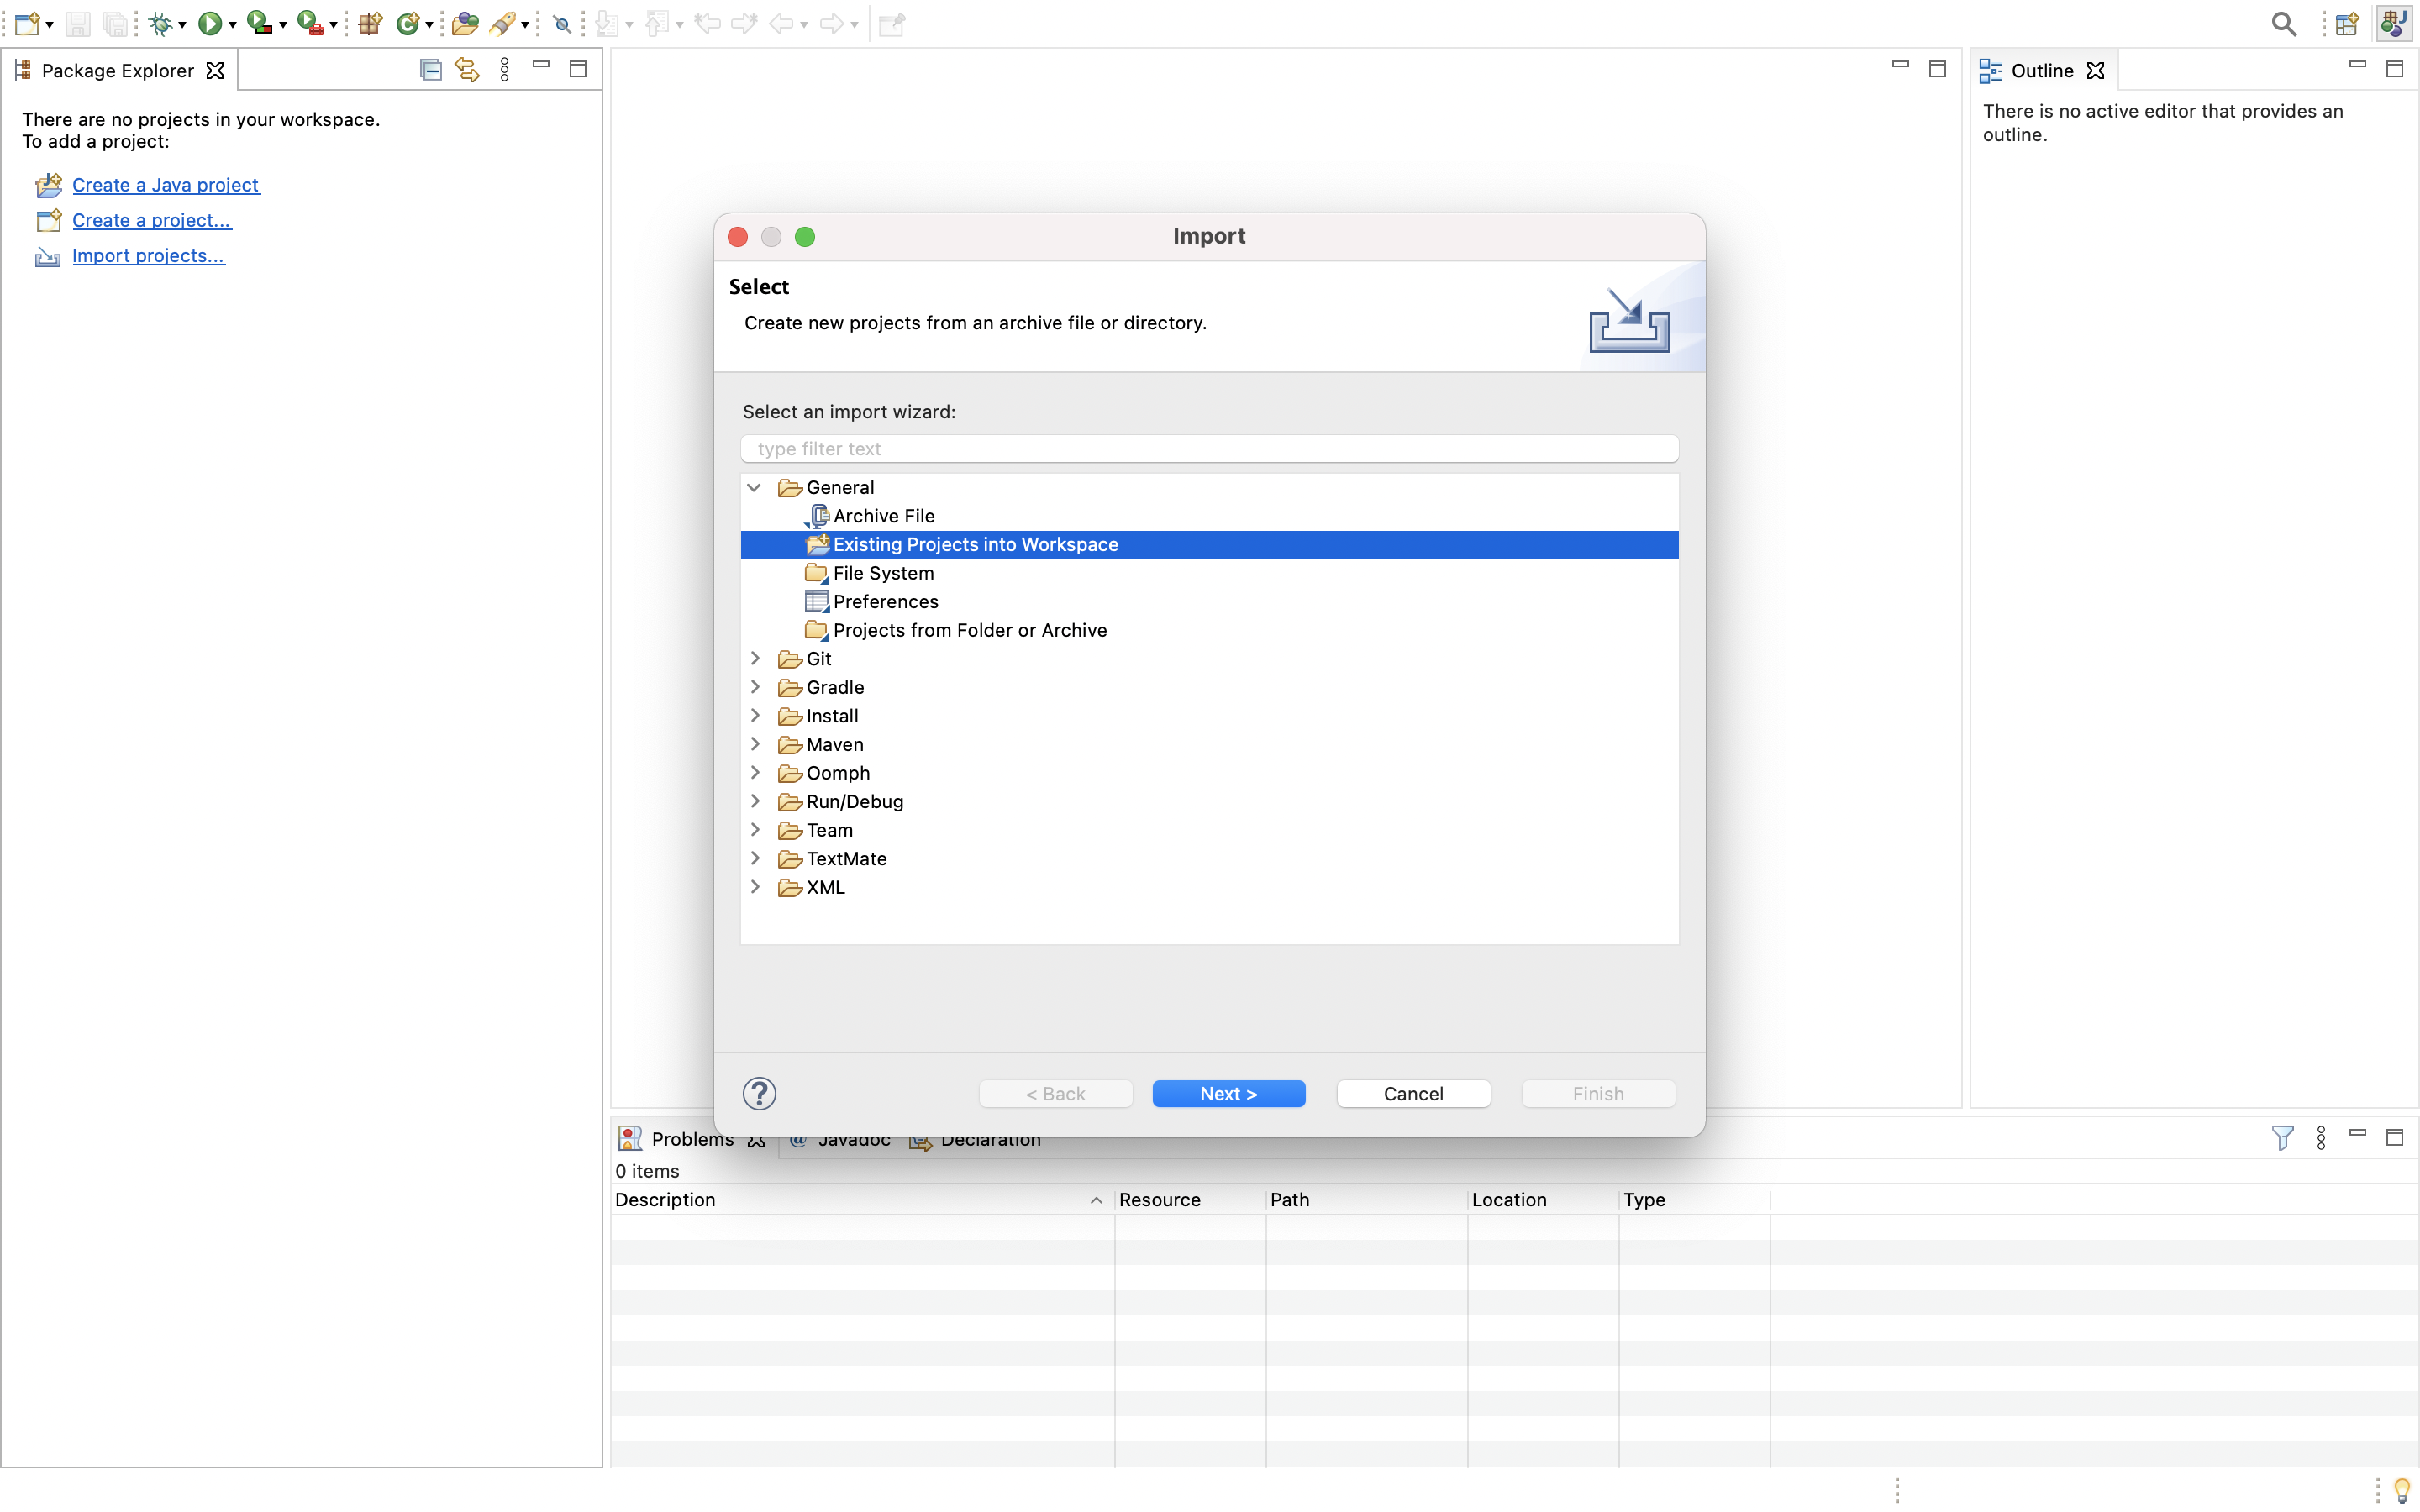 Package Explorer
There are no projects in your workspace.
To add a project:
Create a Java project
Create a project...
Import projects...
Outline
There is no active editor that provides an
outline.
Import
Select
Create new projects from an archive file or directory.
Select an import wizard:
type filter text
General
Archive File
Existing Projects into Workspace
File System
Preferences
Projects from Folder or Archive
Git
Gradle
Install
Maven
Oomph
Run/Debug
Team
TextMate
XML
?
< Back
Next >
Cancel
Finish
Problems
@ Javadoc
Declaration
0 items
Description
Resource
Path
Location
Type